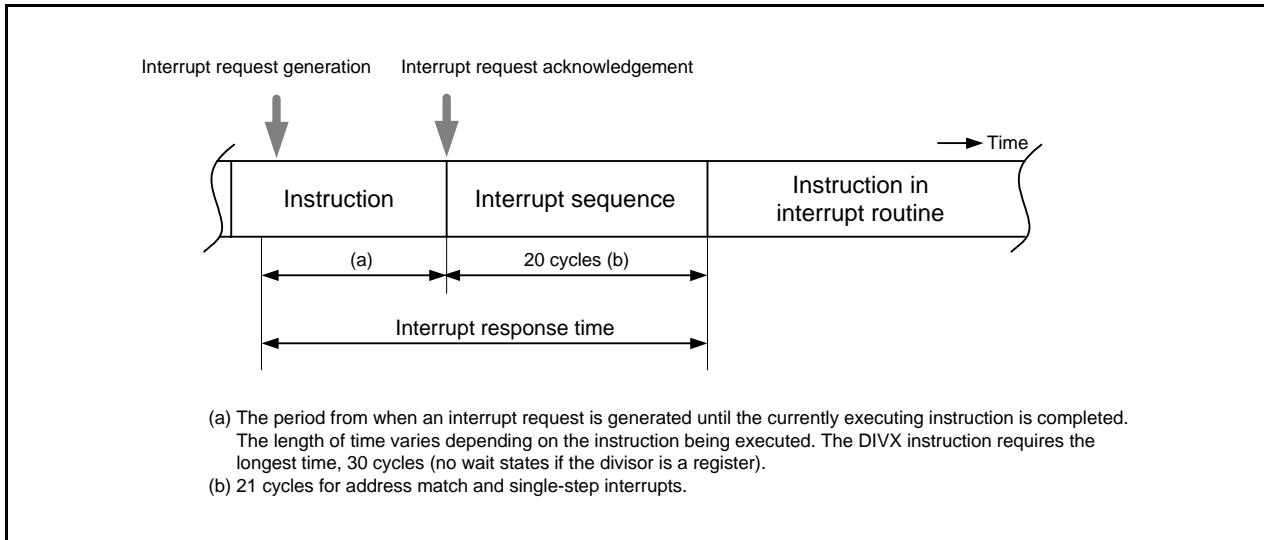 Interrupt request generation
Interrupt request acknowledgement
Time
Instruction
Interrupt sequence
Instruction in
interrupt routine
(a)
20 cycles (b)
Interrupt response time
(a) The period from when an interrupt request is generated until the currently executing instruction is completed.
The length of time varies depending on the instruction being executed. The DIVX instruction requires the
longest time, 30 cycles (no wait states if the divisor is a register).
(b) 21 cycles for address match and single-step interrupts.